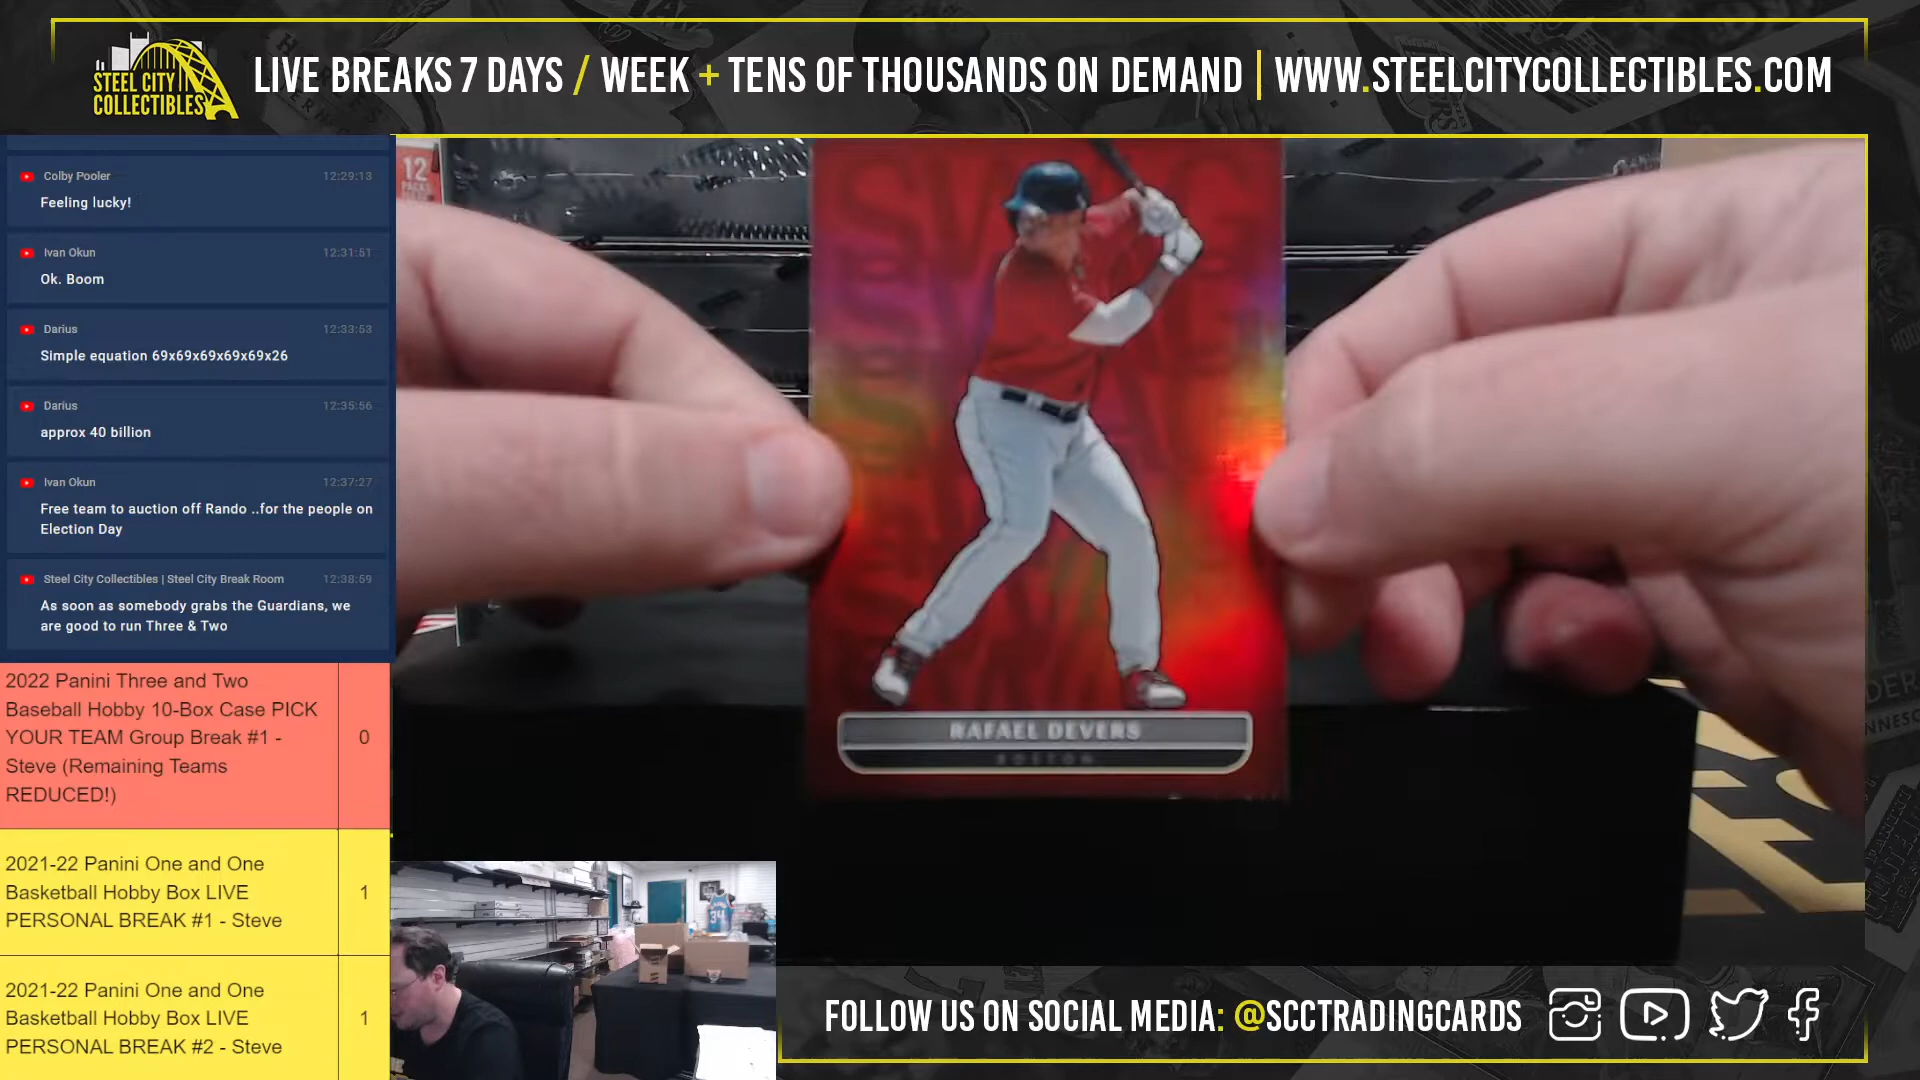 STEEL CITY
COLLECTIBLES
LIVE BREAKS 7 DAYS / WEEK + TENS OF THOUSANDS ON DEMAND | WWW.STEELCITYCOLLECTIBLES.COM
Colby Pooler 12:29:13
Feeling lucky!
Ivan Okun 12:31:51
Ok. Boom
Darius 12:33:53
Simple equation 69x69x69x69x69x26
Darius 12:35:56
approx 40 billion
Ivan Okun 12:37:27
Free team to auction off Rando ..for the people on
Election Day
Steel City Collectibles | Steel City Break Room 12:38:59
As soon as somebody grabs the Guardians, we
are good to run Three & Two
2022 Panini Three and Two
Baseball Hobby 10-Box Case PICK
YOUR TEAM Group Break #1 -
Steve (Remaining Teams
REDUCED!)
0
2021-22 Panini One and One
Basketball Hobby Box LIVE
PERSONAL BREAK #1 - Steve
1
2021-22 Panini One and One
Basketball Hobby Box LIVE
PERSONAL BREAK #2 - Steve
1
12
RAFAEL DEVERS
BOSTON
34
FOLLOW US ON SOCIAL MEDIA: @SCCTRADINGCARDS